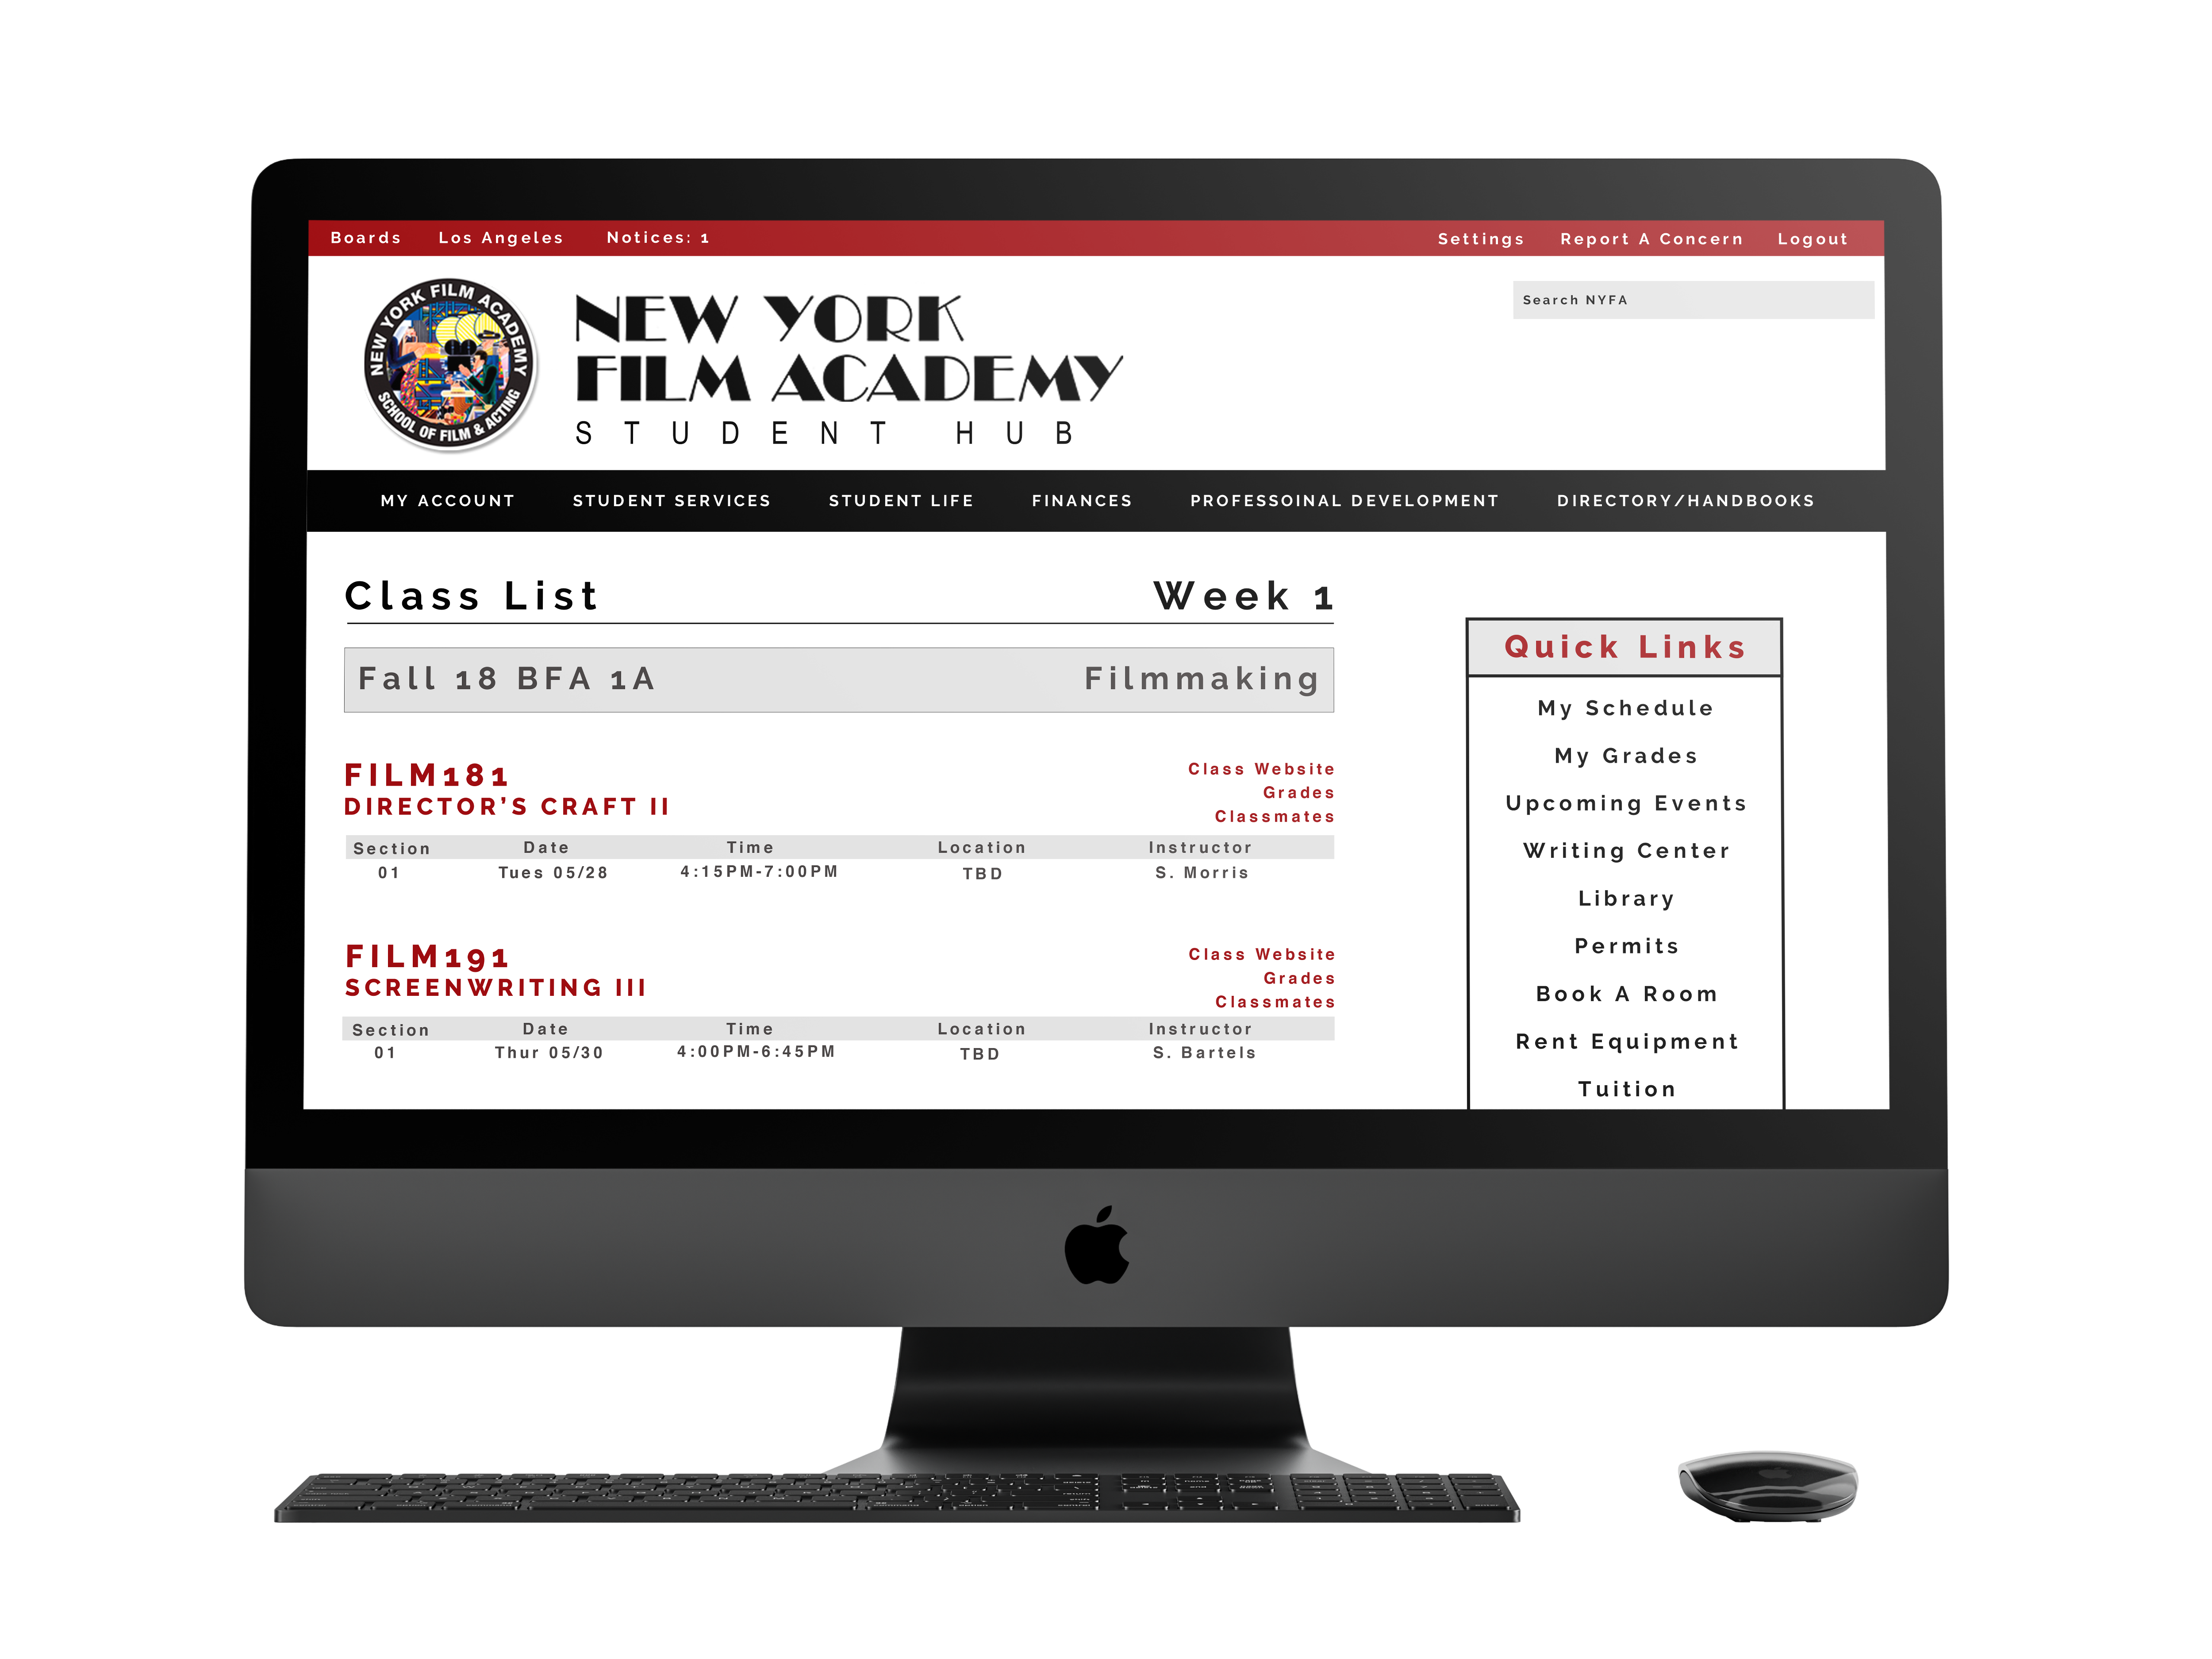 Boards Los Angeles Notices: 1 Settings Report A Concern Logout
NEW YORK FILM ACADEMY
SCHOOL OF FILM & ACTING
NEW YORK
FILM ACADEMY
STUDENT HUB
Search NYFA
MY ACCOUNT STUDENT SERVICES STUDENT LIFE FINANCES PROFESSOINAL DEVELOPMENT DIRECTORY/HANDBOOKS
Class List Week 1
Fall 18 BFA 1A Filmmaking
FILM181
DIRECTOR'S CRAFT II
Class Website
Grades
Classmates
Section Date Time Location Instructor
01 Tues 05/28 4:15PM-7:00PM TBD S. Morris
FILM191
SCREENWRITING III
Class Website
Grades
Classmates
Section Date Time Location Instructor
01 Thur 05/30 4:00PM-6:45PM TBD S. Bartels
Quick Links
My Schedule
My Grades
Upcoming Events
Writing Center
Library
Permits
Book A Room
Rent Equipment
Tuition